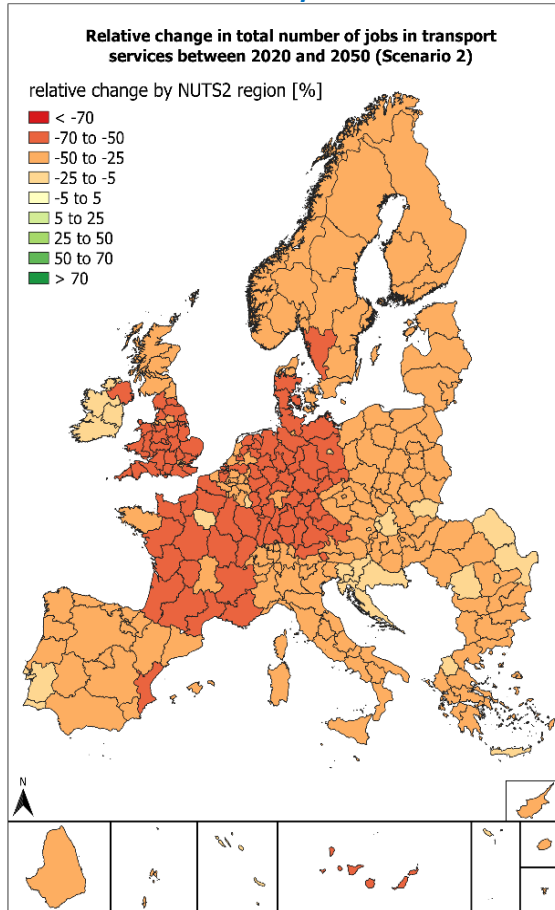 Relative change in total number of jobs in transport
services between 2020 and 2050 (Scenario 2)
relative change by NUTS2 region [%]
< -70
-70 to -50
-50 to -25
-25 to -5
-5 to 5
5 to 25
25 to 50
50 to 70
> 70
N